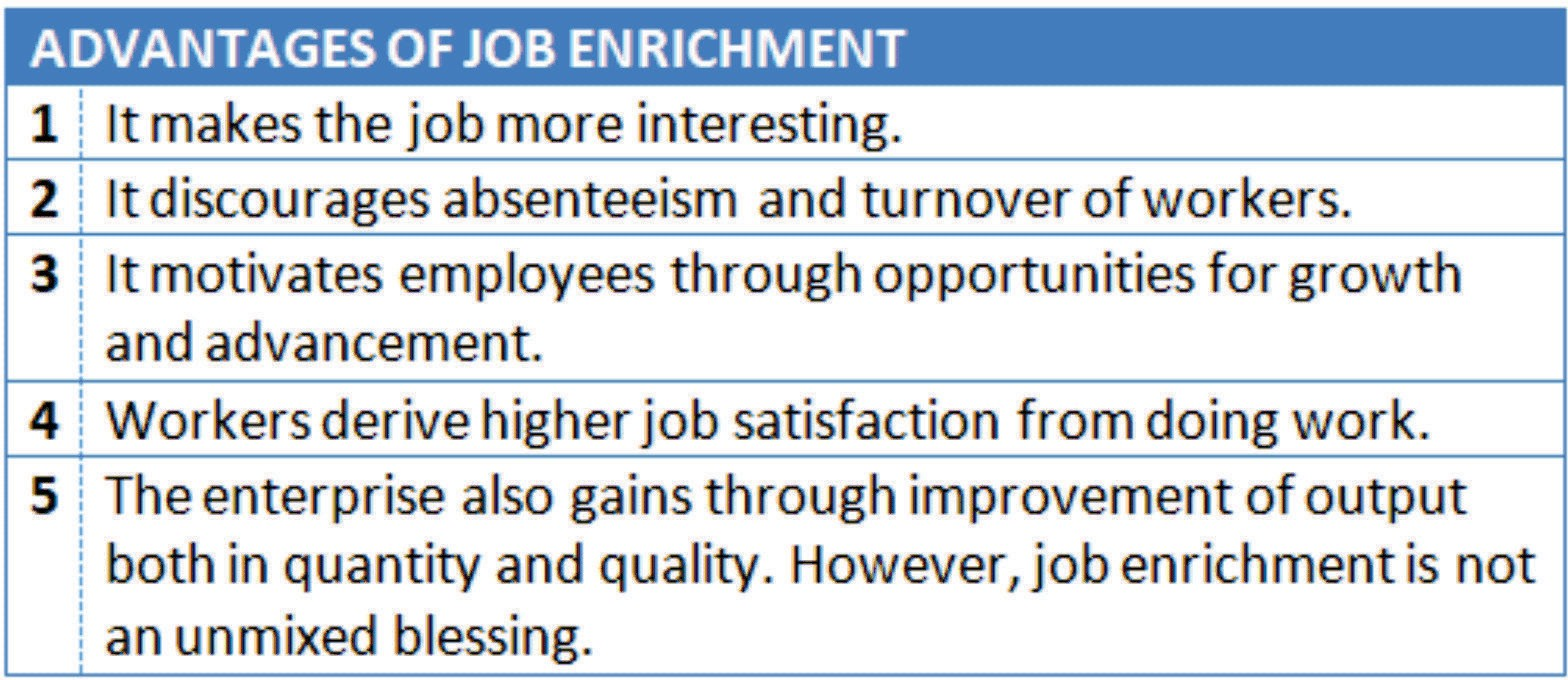 ADVANTAGES OF JOB ENRICHMENT
1 It makes the job more interesting.
2 It discourages absenteeism and turnover of workers.
3 It motivates employees through opportunities for growth
and advancement.
4 Workers derive higher job satisfaction from doing work.
5 The enterprise also gains through improvement of output
both in quantity and quality. However, job enrichment is not
an unmixed blessing.